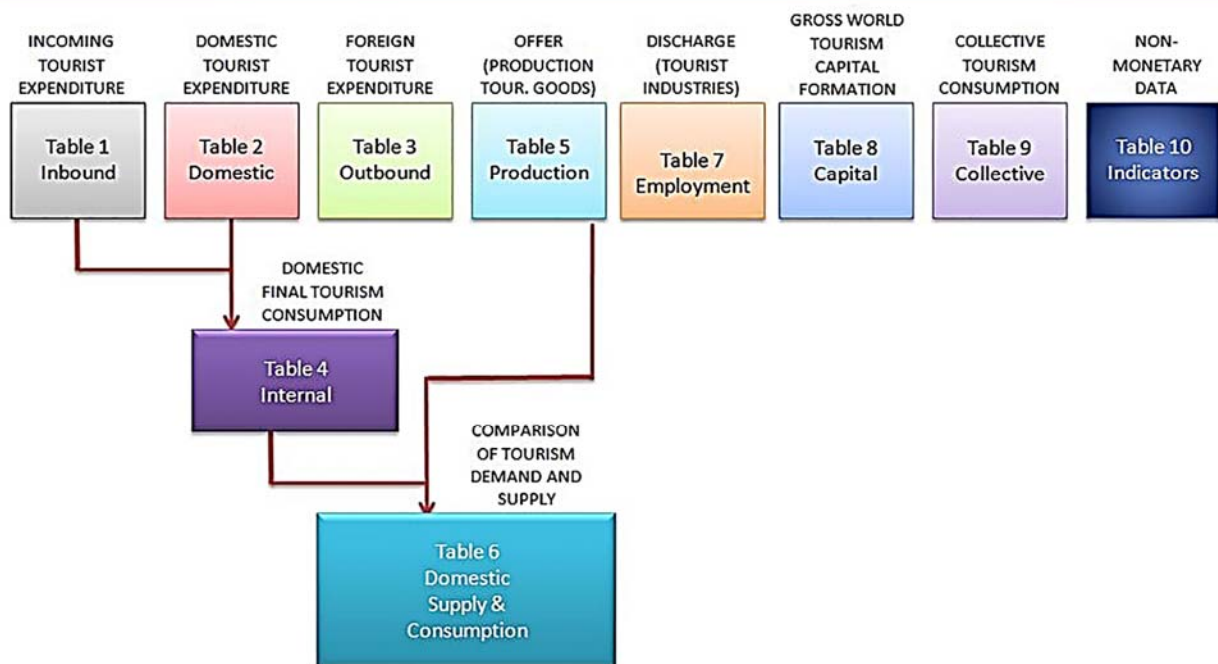 INCOMING
TOURIST
EXPENDITURE
DOMESTIC
TOURIST
EXPENDITURE
FOREIGN
TOURIST
EXPENDITURE
OFFER
(PRODUCTION
TOUR. GOODS)
DISCHARGE
(TOURIST
INDUSTRIES)
GROSS WORLD
TOURISM
CAPITAL
FORMATION
COLLECTIVE
TOURISM
CONSUMPTION
NON-
MONETARY
DATA
Table 1
Inbound
Table 2
Domestic
Table 3
Outbound
Table 5
Production
Table 7
Employment
Table 8
Capital
Table 9
Collective
Table 10
Indicators
DOMESTIC
FINAL TOURISM
CONSUMPTION
Table 4
Internal
COMPARISON
OF TOURISM
DEMAND AND
SUPPLY
Table 6
Domestic
Supply &
Consumption